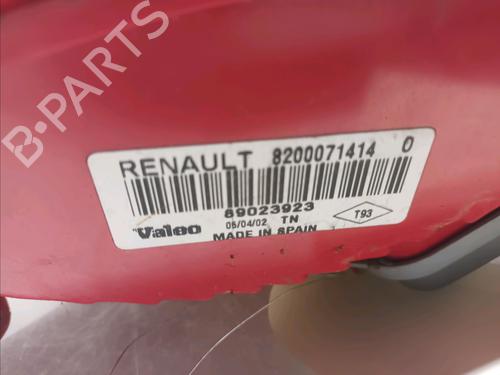 RENAULT 8200071414 0
89023923
05/04/02 TN T93
Valeo
MADE IN SPAIN
B-PARTS